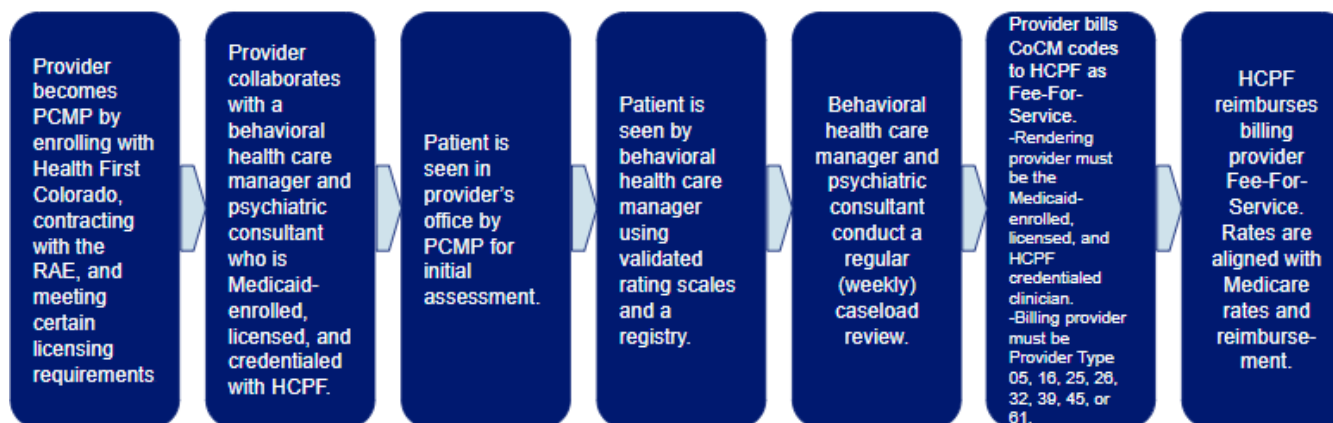 Provider
becomes
PCMP by
enrolling with
Health First
Colorado,
contracting
with the
RAE, and
meeting
certain
licensing
requirements
Provider
collaborates
with a
behavioral
health care
manager and
psychiatric
consultant
who is
Medicaid-
enrolled,
licensed, and
credentialed
with HCPF.
Patient is
seen in
provider's
office by
PCMP for
initial
assessment.
Patient is
seen by
behavioral
health care
manager
using
validated
rating scales
and a
registry.
Behavioral
health care
manager and
psychiatric
consultant
conduct a
regular
(weekly)
caseload
review.
Provider bills
CoCM codes
to HCPF as
Fee-For-
Service.
-Rendering
provider must
be the
Medicaid-
enrolled,
licensed, and
HCPF
credentialed
clinician.
-Billing provider
must be
Provider Type
05, 16, 25, 26,
32, 39, 45, or
61.
HCPF
reimburses
billing
provider
Fee-For-
Service.
Rates are
aligned with
Medicare
rates and
reimburse-
ment.